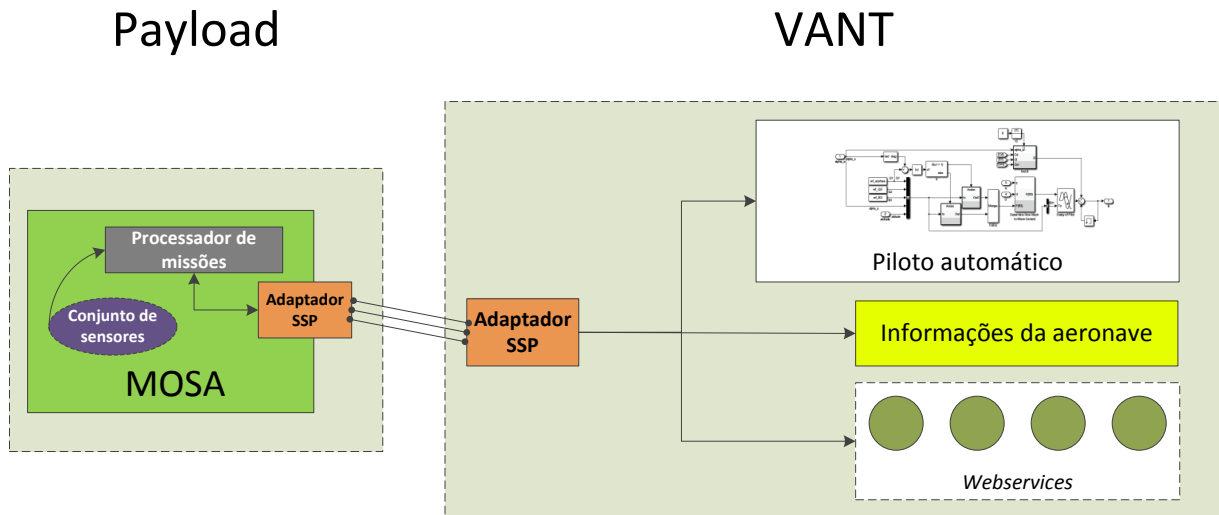 Payload
VANT
Piloto automático
Processador de
missões
Conjunto de
sensores
Adaptador
SSP
MOSA
Adaptador
SSP
Informações da aeronave
Webservices